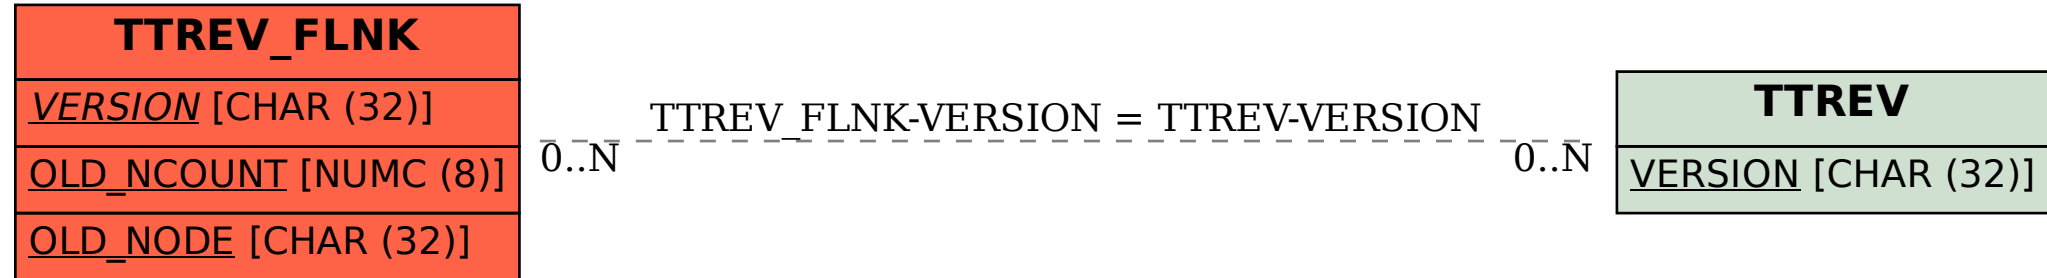 TTREV_FLNK
VERSION [CHAR (32)]
OLD_NCOUNT [NUMC (8)]
OLD_NODE [CHAR (32)]
TTREV_FLNK-VERSION = TTREV-VERSION
0..N
0..N
TTREV
VERSION [CHAR (32)]